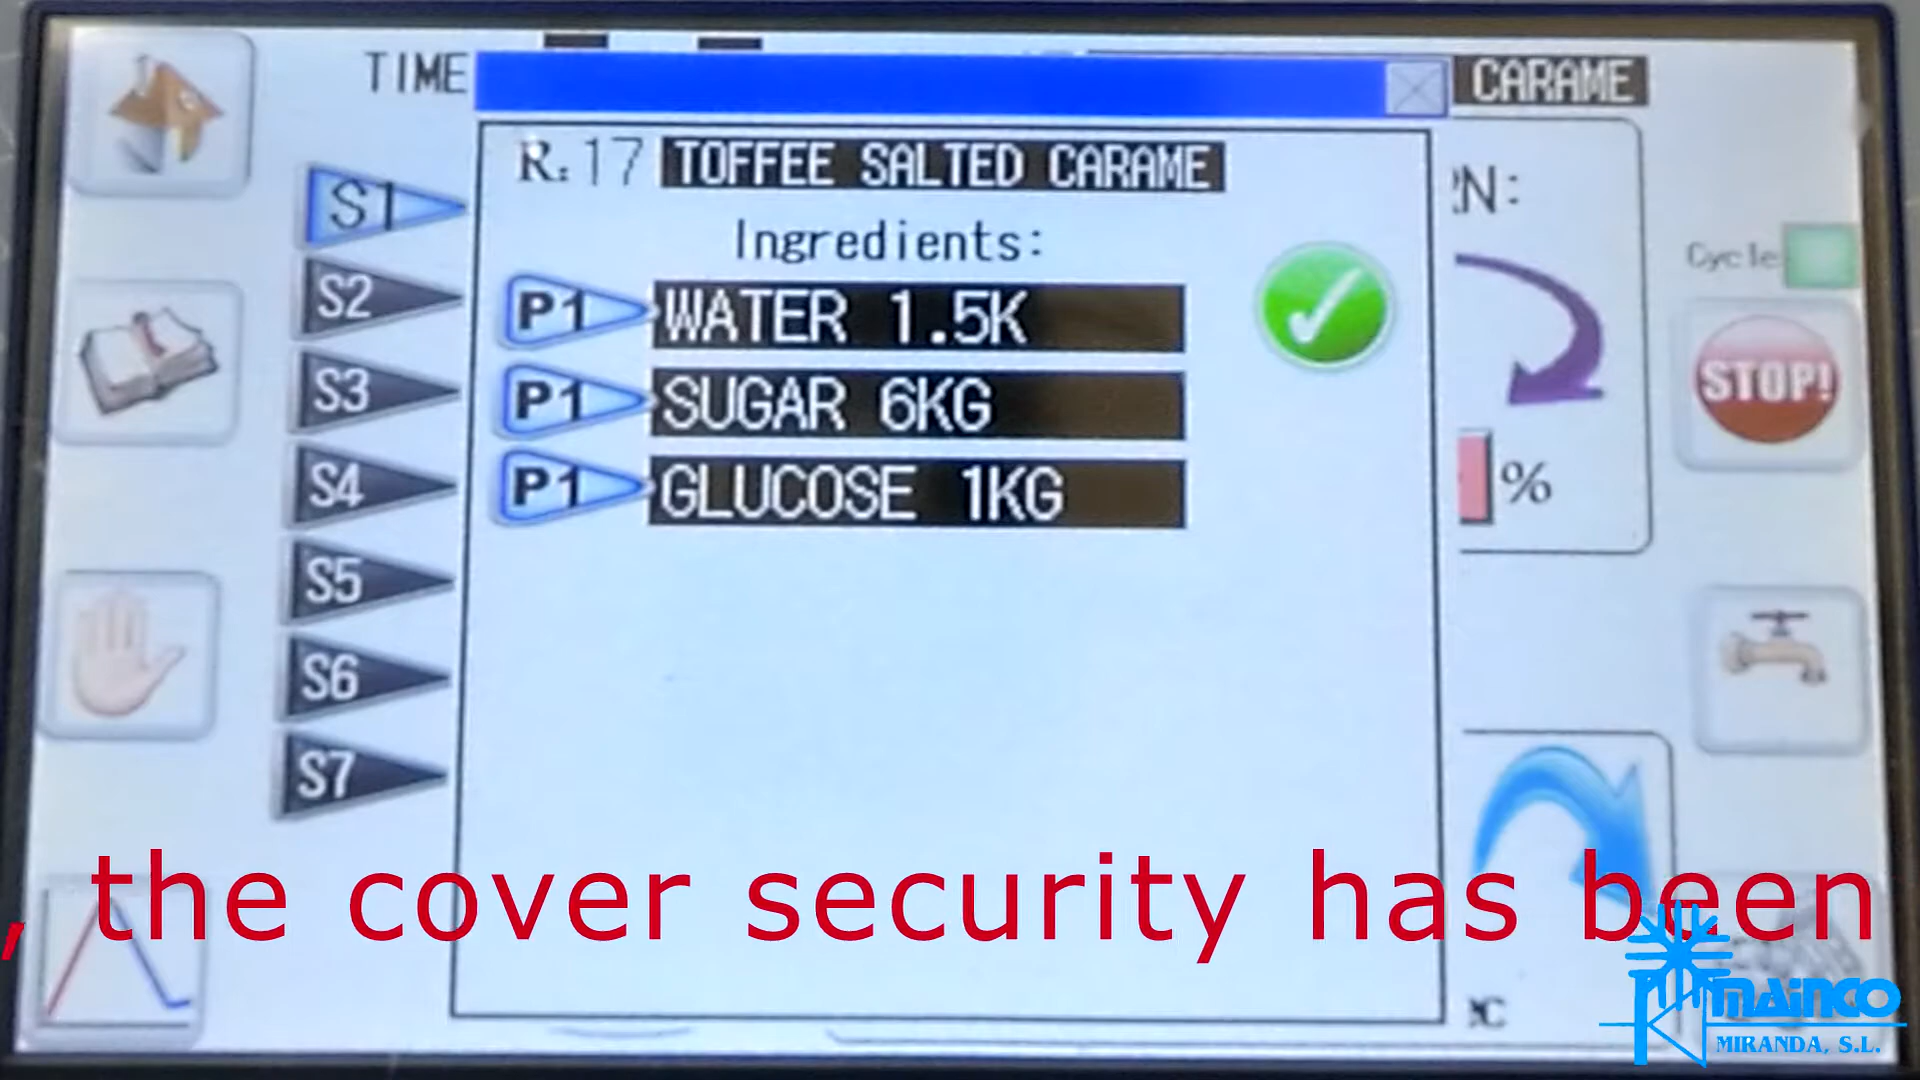 TIME
CARAME
R:17 TOFFEE SALTED CARAME
Ingredients:
P1 WATER 1.5K
P1 SUGAR 6KG
P1 GLUCOSE 1KG
S1
S2
S3
S4
S5
S6
S7
N:
Cycle
STOP!
%
, the cover security has been
ºC
MAINCO
MIRANDA, S.L.